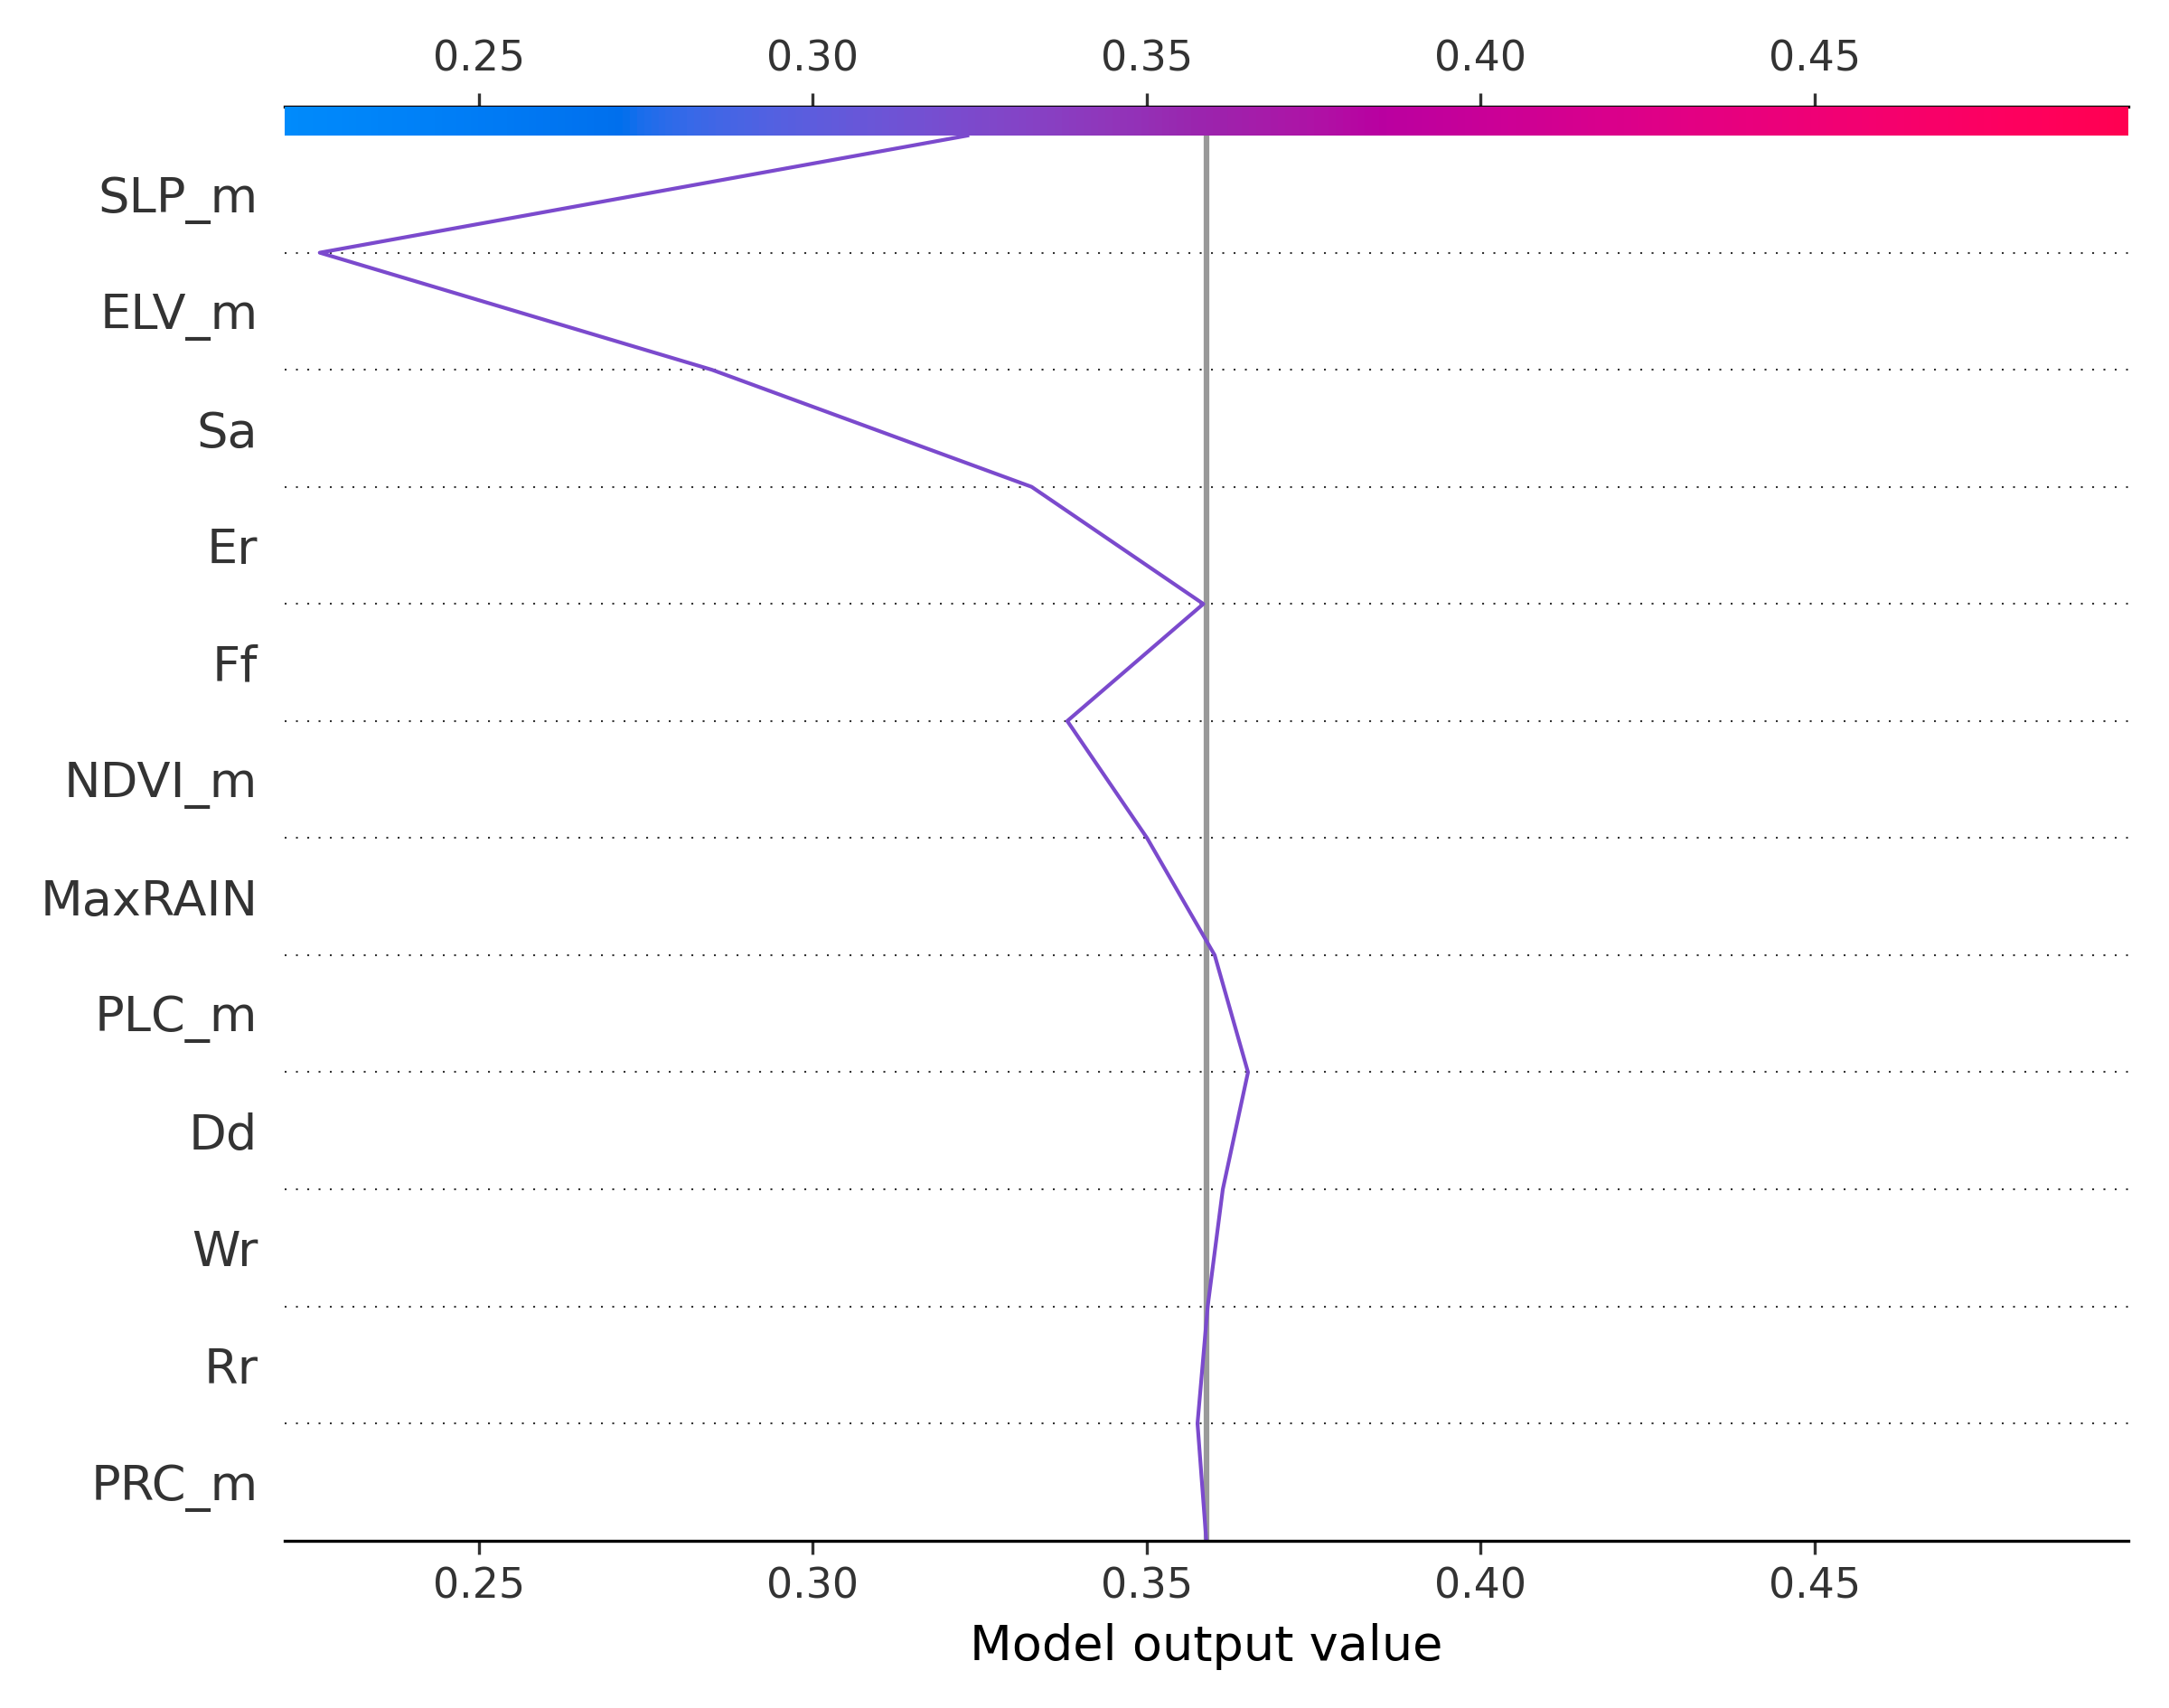 0.25 0.30 0.35 0.40 0.45
SLP_m
ELV_m
Sa
Er
Ff
NDVI_m
MaxRAIN
PLC_m
Dd
Wr
Rr
PRC_m
0.25 0.30 0.35 0.40 0.45
Model output value